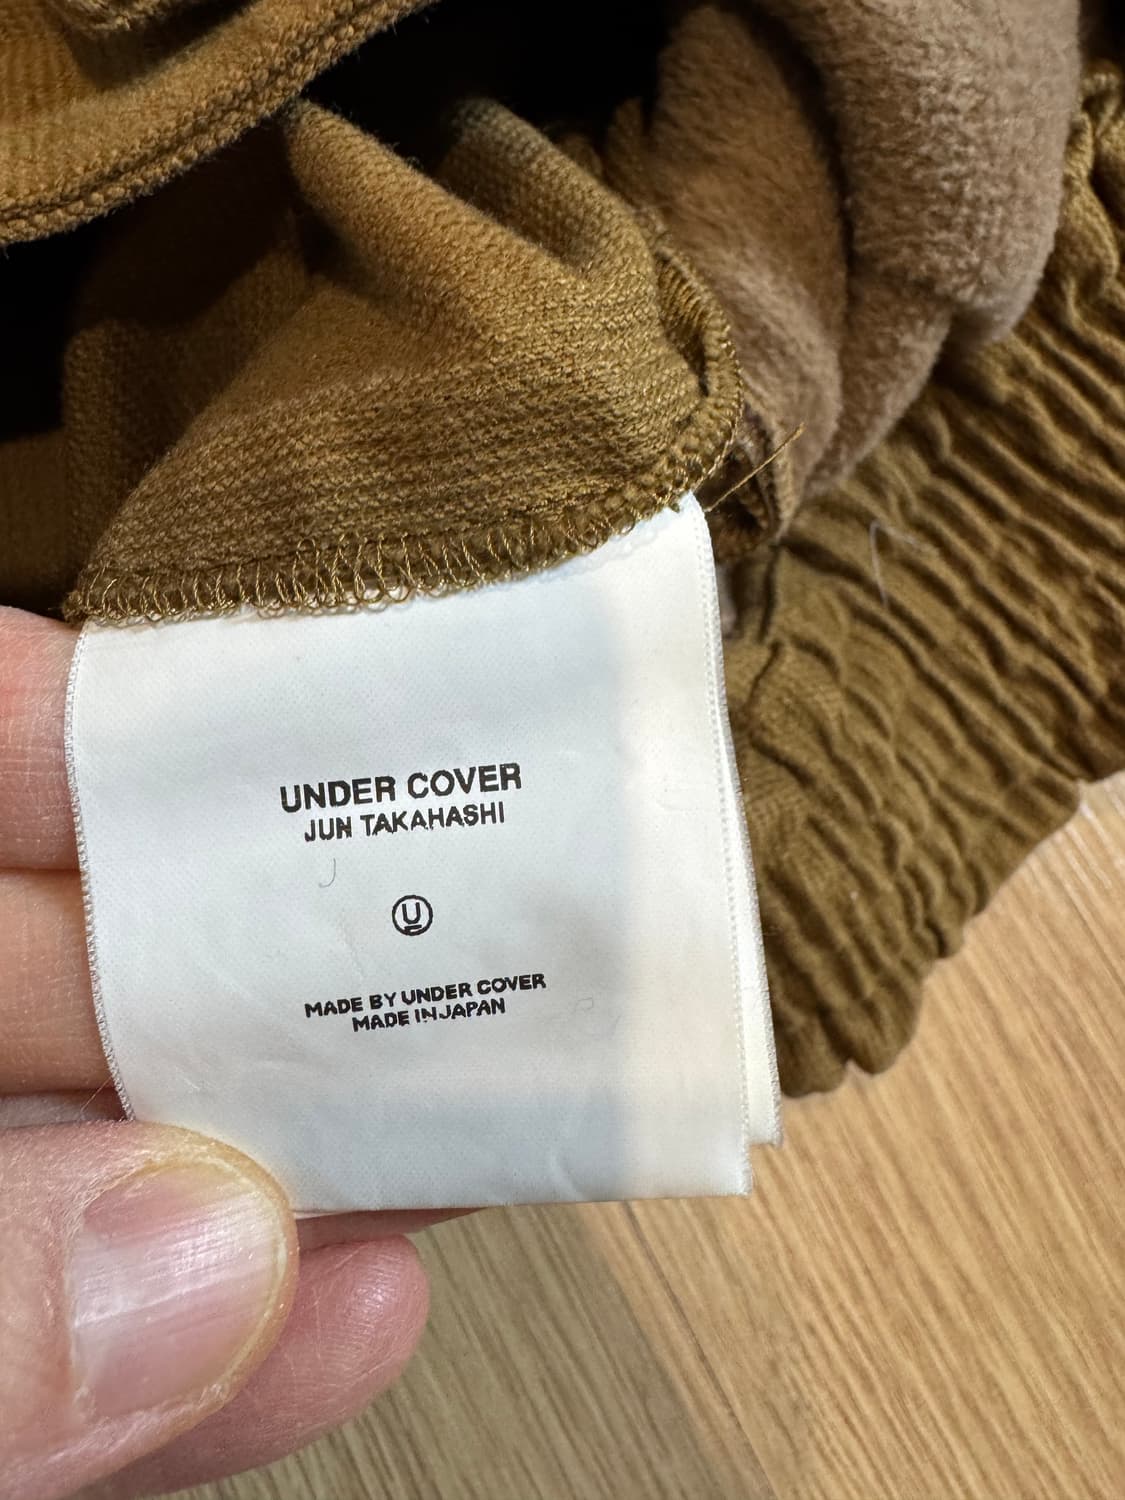 UNDER COVER
JUN TAKAHASHI
U
MADE BY UNDER COVER
MADE IN JAPAN